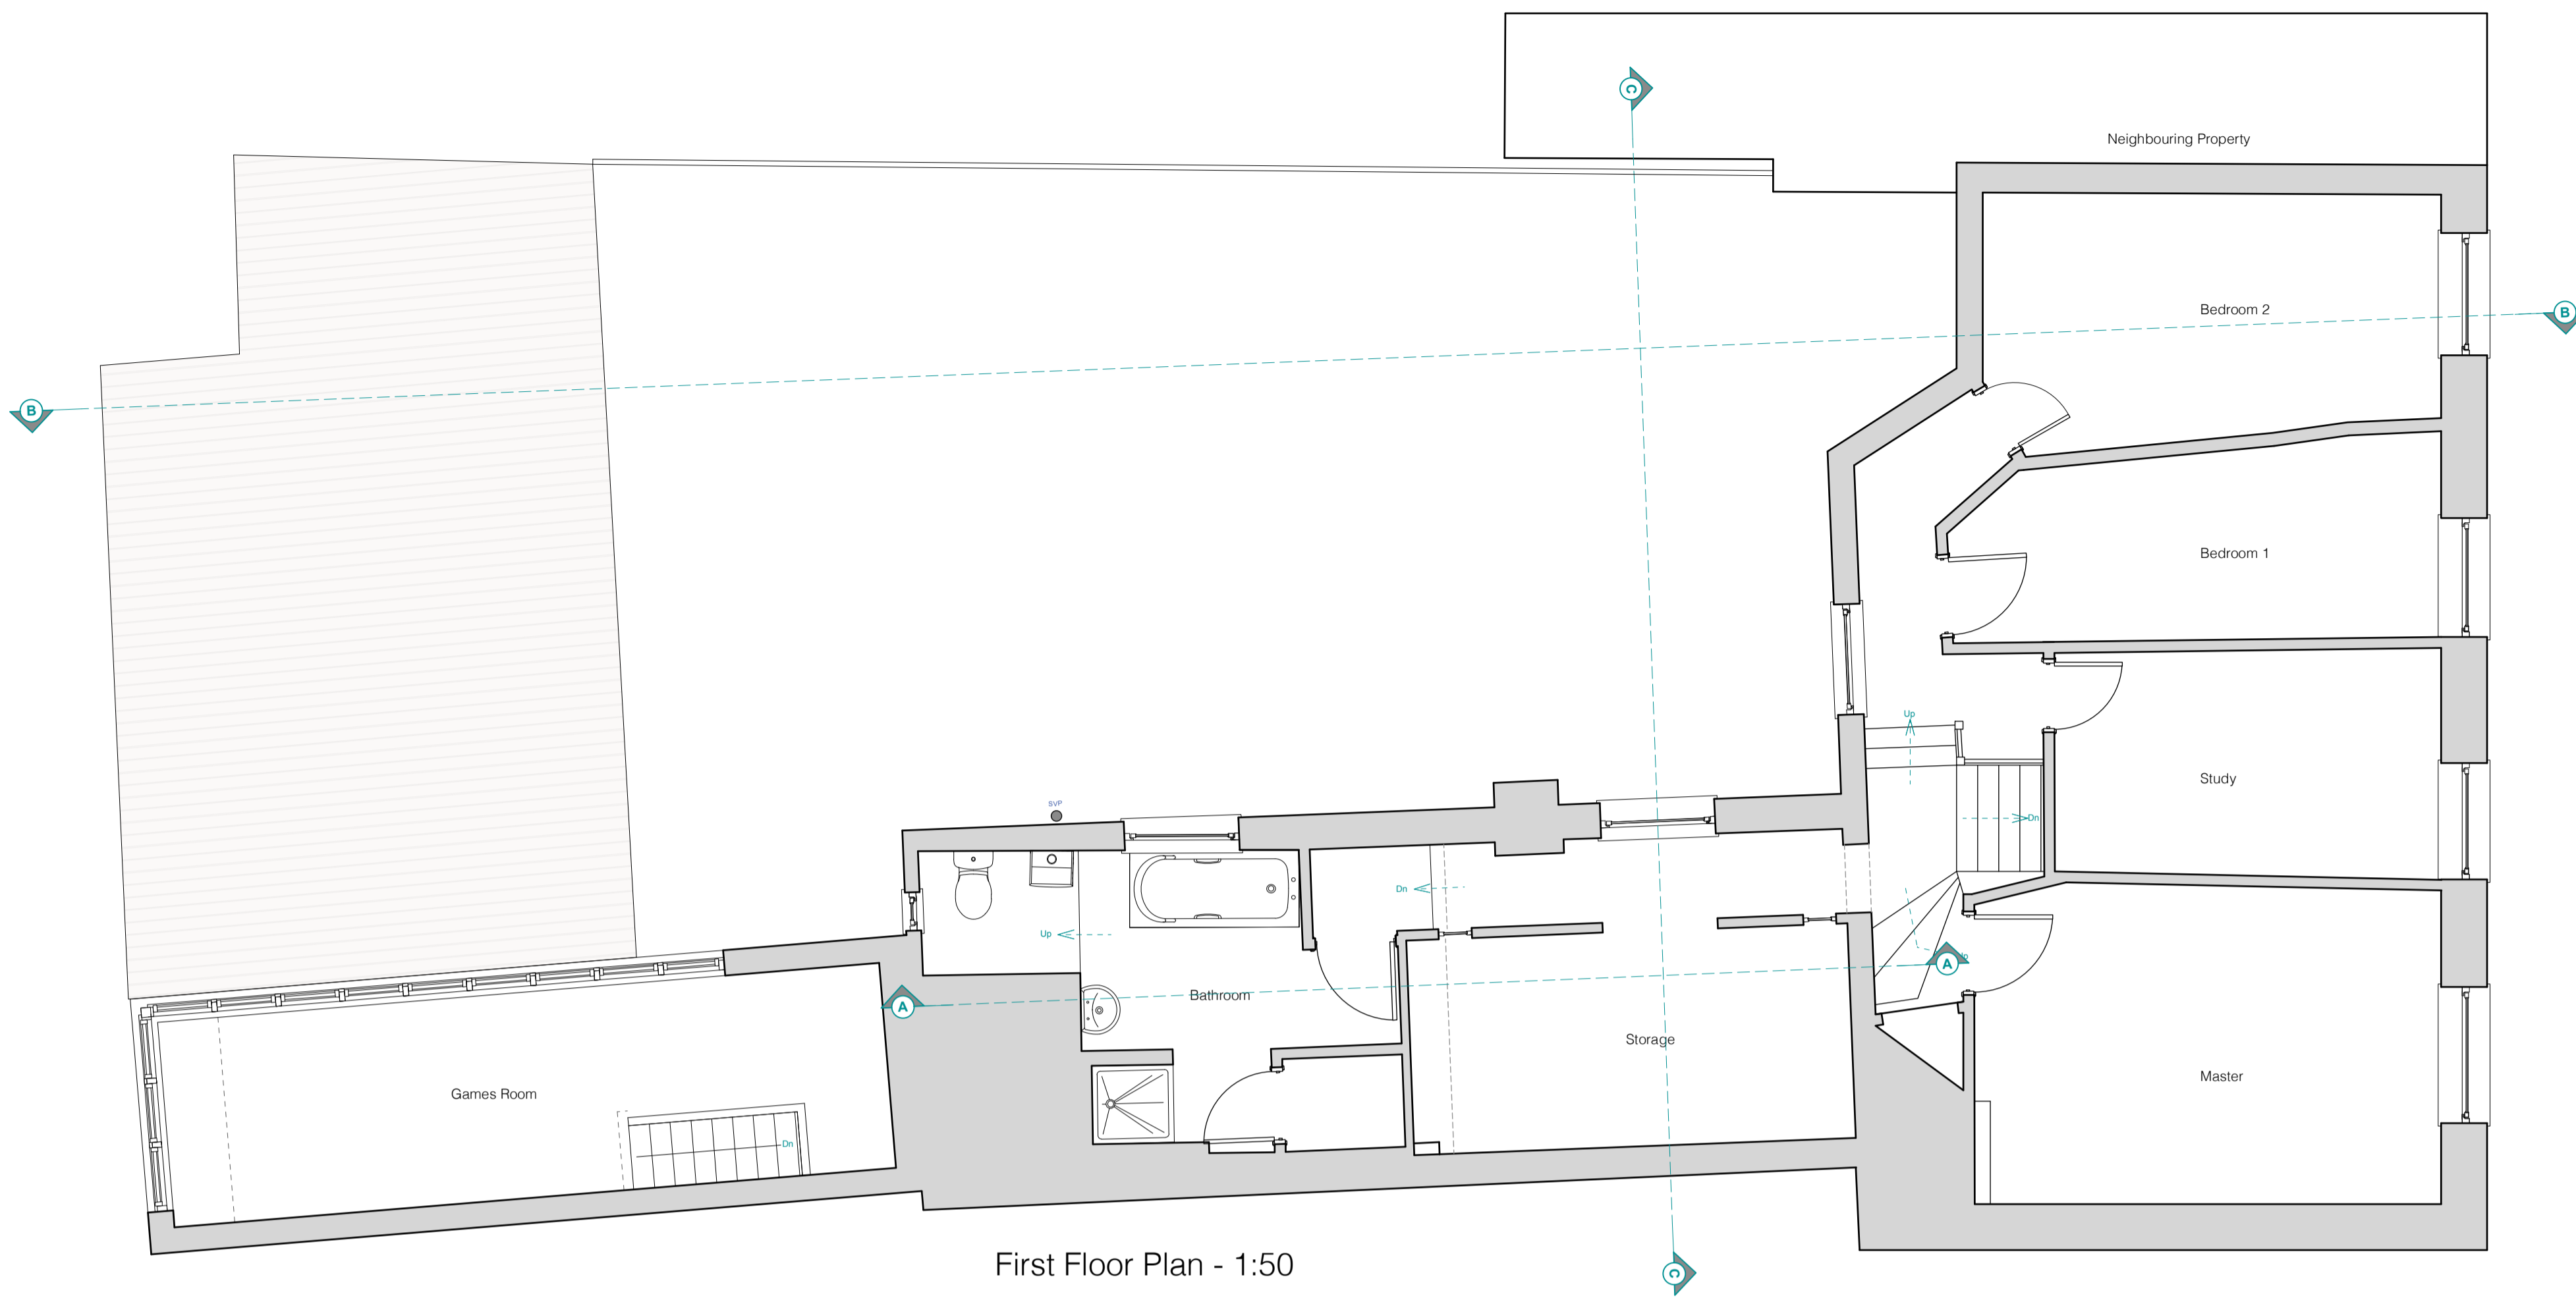 C
Neighbouring Property
Bedroom 2
B
B
Bedroom 1
Up
Study
SVP
Dn
Dn
Up
A
Bathroom
A
Storage
Master
Games Room
Dn
First Floor Plan - 1:50
C